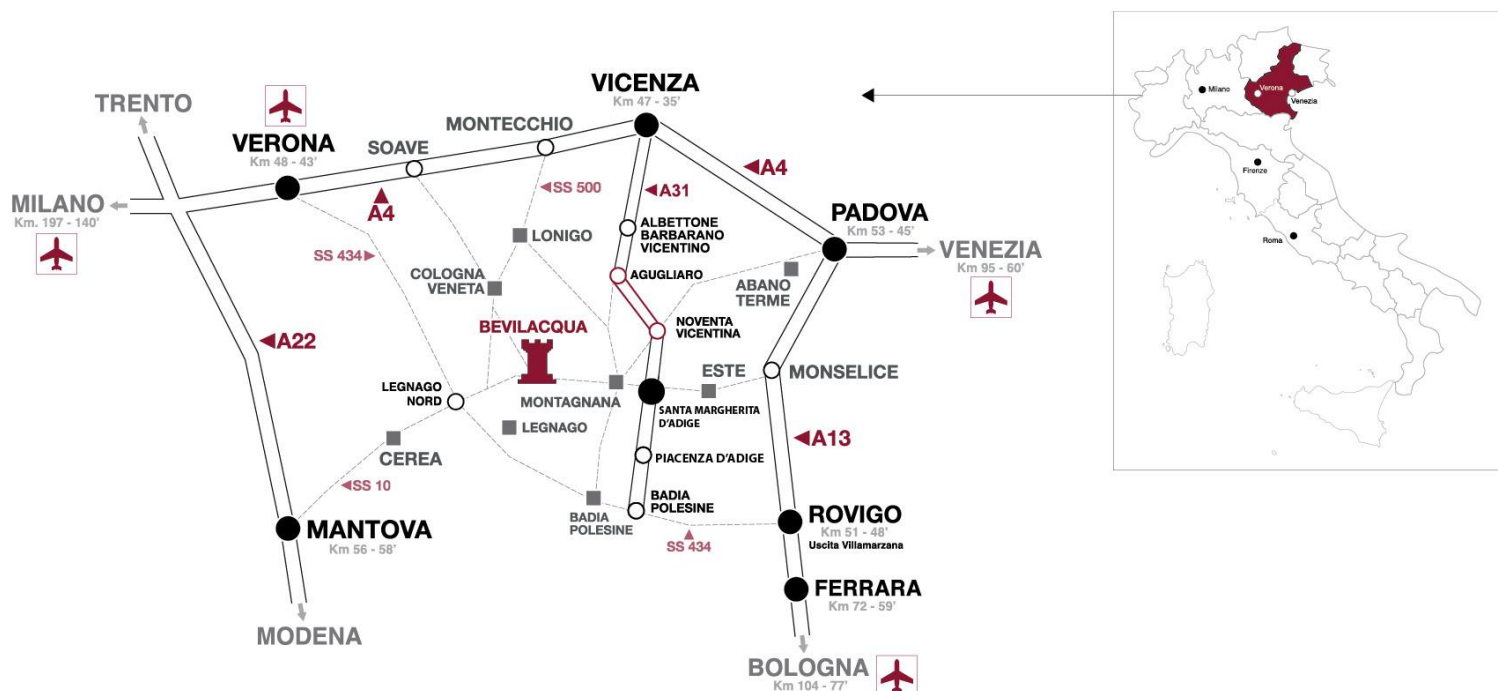 TRENTO
VERONA
Km 48 - 43'
SOAVE
MONTECCHIO
VICENZA
Km 47 - 35'
MILANO
Km. 197 - 140'
A4
SS 500
A31
A4
PADOVA
Km 53 - 45'
VENEZIA
Km 95 - 60'
SS 434
LONIGO
ALBETTONE
BARBARANO
VICENTINO
COLOGNA
VENETA
AGUGLIARO
ABANO
TERME
A22
BEVILACQUA
NOVENTA
VICENTINA
LEGNAGO
NORD
MONTAGNANA
ESTE
MONSELICE
SANTA MARGHERITA
D'ADIGE
LEGNAGO
CEREA
PIACENZA D'ADIGE
A13
SS 10
MANTOVA
Km 56 - 58'
BADIA
POLESINE
BADIA
POLESINE
SS 434
ROVIGO
Km 51 - 48'
Uscita Villamarzana
FERRARA
Km 72 - 59'
MODENA
BOLOGNA
Km 104 - 77'
Milano
Verona
Venezia
Firenze
Roma